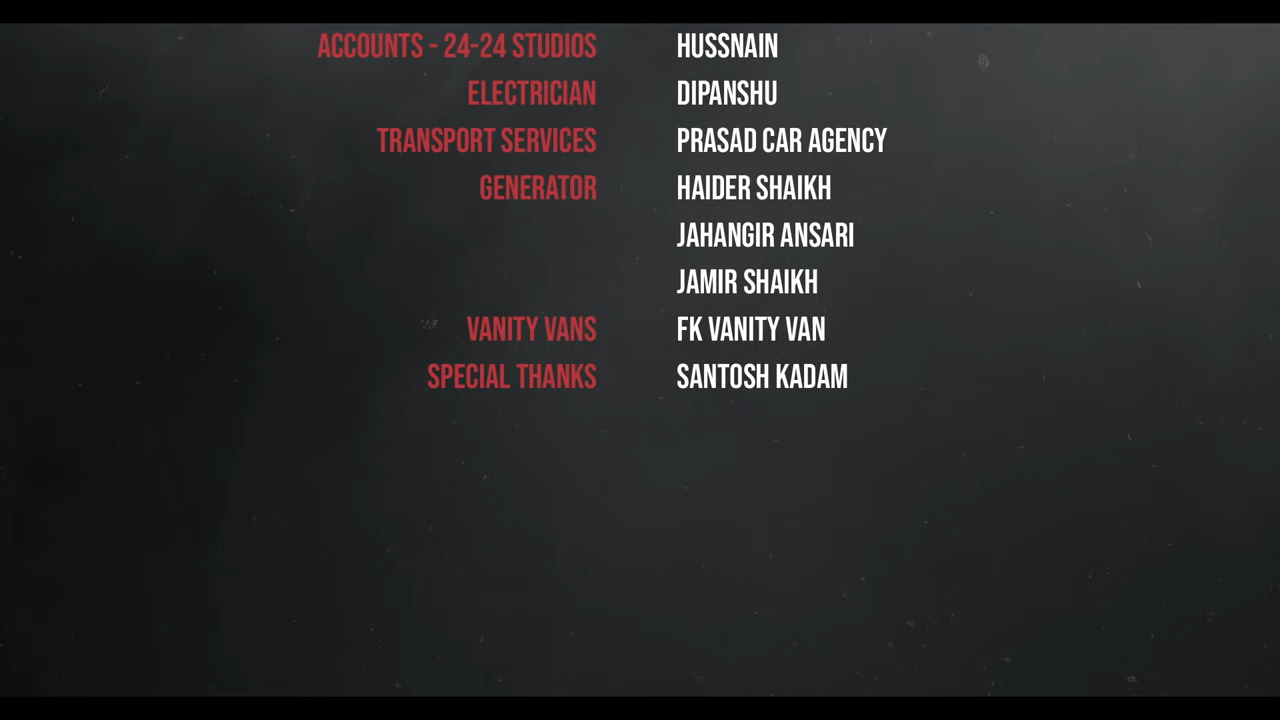 ACCOUNTS - 24-24 STUDIOS HUSSNAIN
ELECTRICIAN DIPANSHU
TRANSPORT SERVICES PRASAD CAR AGENCY
GENERATOR HAIDER SHAIKH
JAHANGIR ANSARI
JAMIR SHAIKH
VANITY VANS FK VANITY VAN
SPECIAL THANKS SANTOSH KADAM